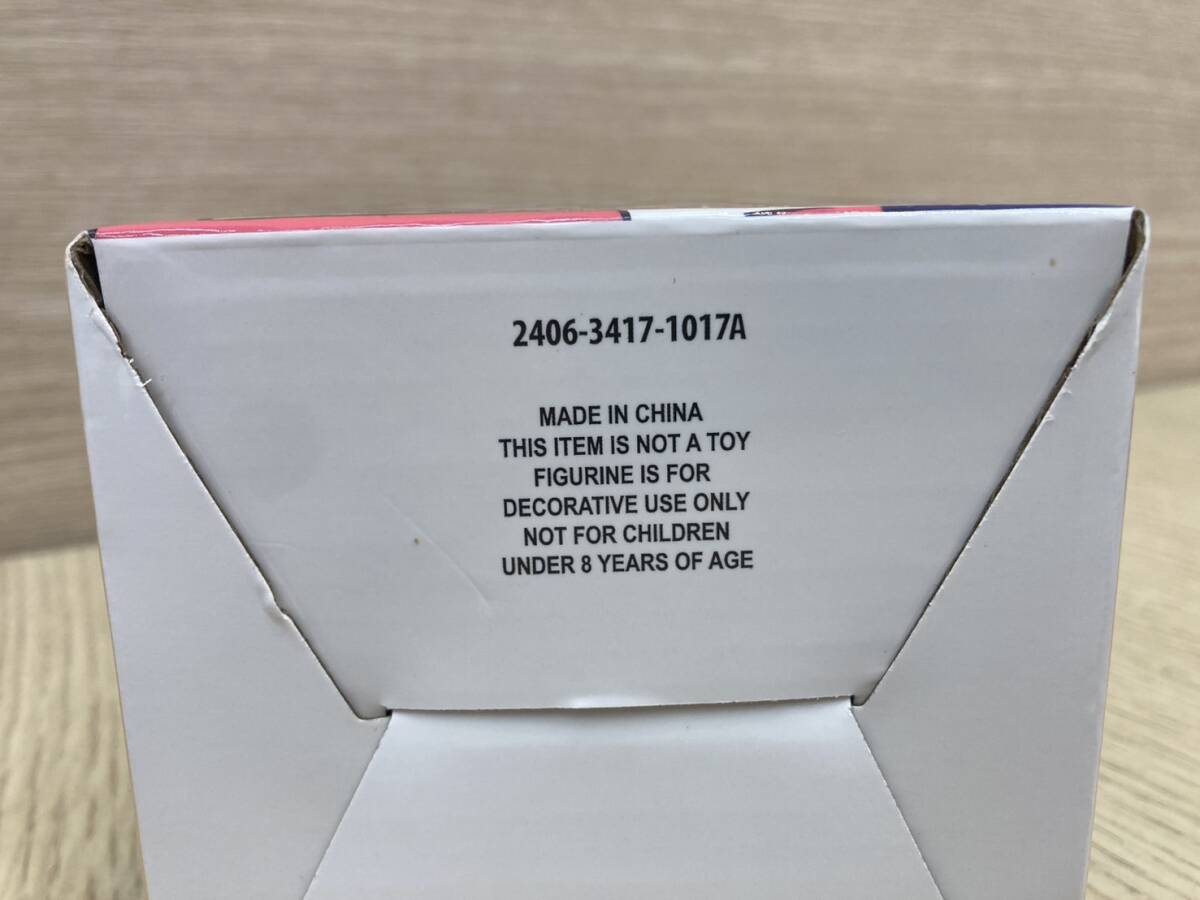 2406-3417-1017A
MADE IN CHINA
THIS ITEM IS NOT A TOY
FIGURINE IS FOR
DECORATIVE USE ONLY
NOT FOR CHILDREN
UNDER 8 YEARS OF AGE